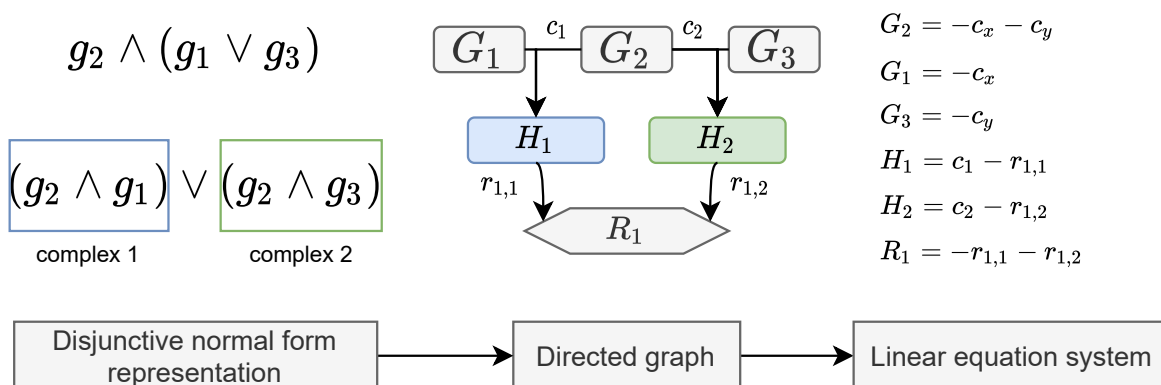 g₂ ∧ (g₁ ∨ g₃)
(g₂ ∧ g₁) ∨ (g₂ ∧ g₃)
complex 1
complex 2
G₁
c₁
G₂
c₂
G₃
H₁
H₂
r₁,₁
r₁,₂
R₁
G₂ = −cₓ − c_y
G₁ = −cₓ
G₃ = −c_y
H₁ = c₁ − r₁,₁
H₂ = c₂ − r₁,₂
R₁ = −r₁,₁ − r₁,₂
Disjunctive normal form
representation
Directed graph
Linear equation system